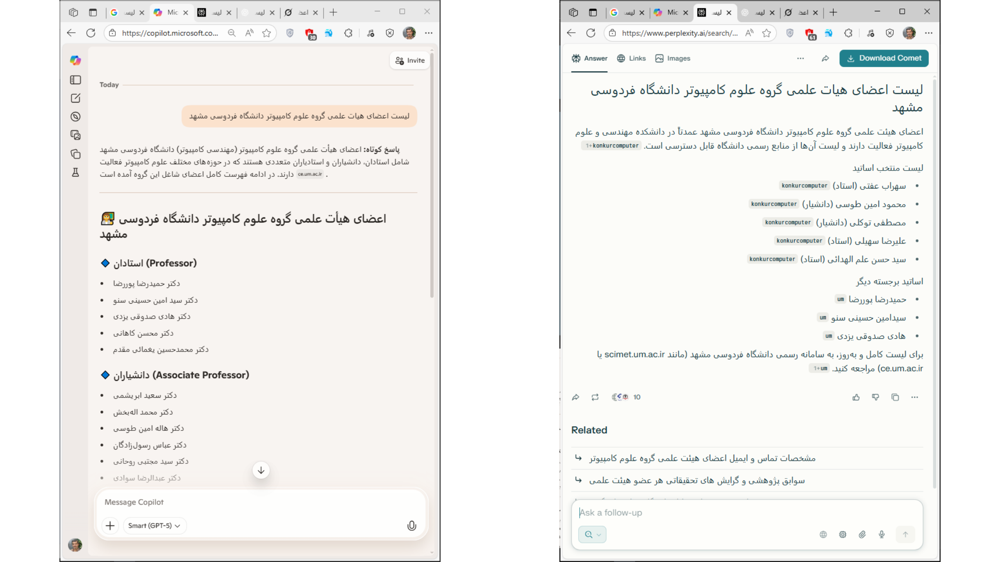 لیس
Mic
لیس
لیس
اعض
https://copilot.microsoft.co...
30
Invite
Today
لیست اعضای هیات علمی گروه علوم کامپیوتر دانشگاه فردوسی مشهد
پاسخ کوتاه: اعضای هیأت علمی گروه علوم کامپیوتر (مهندسی کامپیوتر) دانشگاه فردوسی مشهد
شامل استادان، دانشیاران و استادیاران متعددی هستند که در حوزه‌های مختلف علوم کامپیوتر فعالیت
دارند. در ادامه فهرست کامل اعضای شاغل این گروه آمده است ce.um.ac.ir .
اعضای هیأت علمی گروه علوم کامپیوتر دانشگاه فردوسی
مشهد
استادان (Professor)
• دکتر حمیدرضا پوررضا
• دکتر سید امین حسینی سنو
• دکتر هادی صدوقی یزدی
• دکتر محسن کاهانی
• دکتر محمدحسین یغمائی مقدم
دانشیاران (Associate Professor)
• دکتر سعید ابریشمی
• دکتر محمد اله‌بخش
• دکتر هاله امین طوسی
• دکتر عباس رسول‌زادگان
• دکتر سید مجتبی روحانی
• دکتر عبدالرضا سوادی
Message Copilot
Smart (GPT-5)
لیس
Mic
لیس
لیس
اعض
https://www.perplexity.ai/search/...
61
Answer
Links
Images
Download Comet
لیست اعضای هیات علمی گروه علوم کامپیوتر دانشگاه فردوسی
مشهد
اعضای هیئت علمی گروه علوم کامپیوتر دانشگاه فردوسی مشهد عمدتاً در دانشکده مهندسی و علوم
کامپیوتر فعالیت دارند و لیست آن‌ها از منابع رسمی دانشگاه قابل دسترسی است. konkurcomputer+1
لیست منتخب اساتید
• سهراب عفتی (استاد) konkurcomputer
• محمود امین طوسی (دانشیار) konkurcomputer
• مصطفی توکلی (دانشیار) konkurcomputer
• علیرضا سهیلی (استاد) konkurcomputer
• سید حسن علم الهدائی (استاد) konkurcomputer
اساتید برجسته دیگر
• حمیدرضا پوررضا um
• سیدامین حسینی سنو um
• هادی صدوقی یزدی um
برای لیست کامل و به‌روز، به سامانه رسمی دانشگاه فردوسی مشهد (مانند scimet.um.ac.ir یا
ce.um.ac.ir) مراجعه کنید. um+1
10
Related
مشخصات تماس و ایمیل اعضای هیئت علمی گروه علوم کامپیوتر
سوابق پژوهشی و گرایش های تحقیقاتی هر عضو هیئت علمی
Ask a follow-up